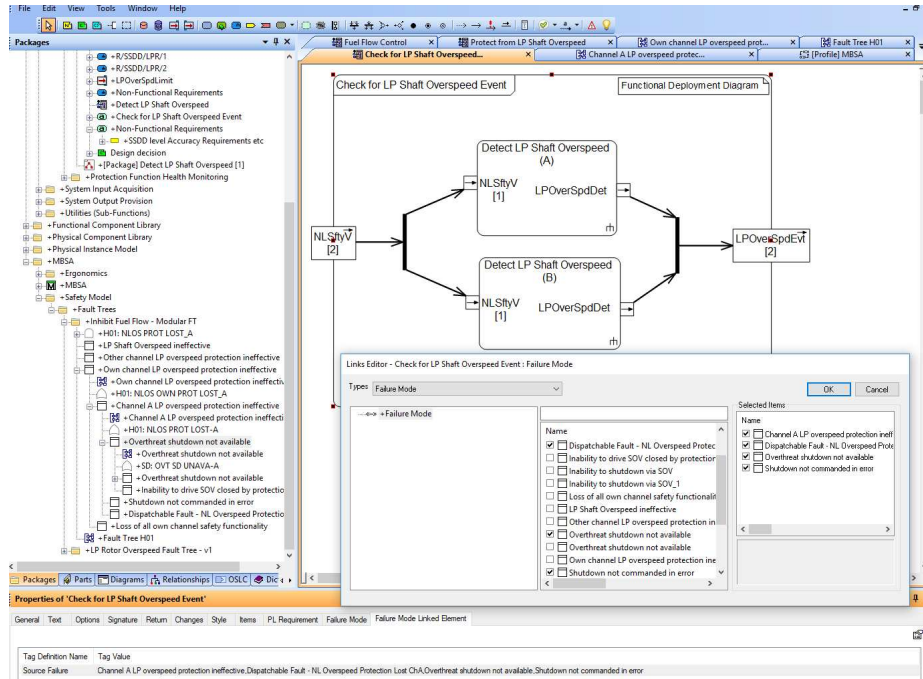 File Edit View Tools Window Help
Packages
+R/SSDD/LPR/1
+R/SSDD/LPR/2
+LPOverSpdLimit
+Non-Functional Requirements
+Detect LP Shaft Overspeed
+Check for LP Shaft Overspeed Event
+Non-Functional Requirements
+SSDD level Accuracy Requirements etc
Design decision
+[Package] Detect LP Shaft Overspeed [1]
+Protection Function Health Monitoring
+System Input Acquisition
+System Output Provision
+Utilities (Sub-Functions)
+Functional Component Library
+Physical Component Library
+Physical Instance Model
+MBSA
+Ergonomics
+MBSA
+Safety Model
+Fault Trees
+Inhibit Fuel Flow - Modular FT
+H01: NLOS PROT LOST_A
+LP Shaft Overspeed ineffective
+Other channel LP overspeed protection ineffective
+Own channel LP overspeed protection ineffective
+Own channel LP overspeed protection ineffectiv
+H01: NLOS OWN PROT LOST_A
+Channel A LP overspeed protection ineffective
+Channel A LP overspeed protection ineffecti
+H01: NLOS PROT LOST-A
+Overthreat shutdown not available
+Overthreat shutdown not available
+SD: OVT SD UNAVA-A
+Overthreat shutdown not available
+Inability to drive SOV closed by protectio
+Shutdown not commanded in error
+Dispatchable Fault - NL Overspeed Protectio
+Loss of all own channel safety functionality
+Fault Tree H01
+LP Rotor Overspeed Fault Tree - v1
Packages Parts Diagrams Relationships OSLC Dic
Fuel Flow Control x Protect from LP Shaft Overspeed x Own channel LP overspeed prot... x Fault Tree H01 x
Check for LP Shaft Overspeed... x Channel A LP overspeed protec... x [Profile] MBSA x
Check for LP Shaft Overspeed Event
Functional Deployment Diagram
Detect LP Shaft Overspeed
(A)
NLSftyV
[1]
LPOverSpdDet
NLSftyV
[2]
LPOverSpdEvt
[2]
Detect LP Shaft Overspeed
(B)
NLSftyV
[1]
LPOverSpdDet
Links Editor - Check for LP Shaft Overspeed Event : Failure Mode
Types Failure Mode
OK Cancel
+Failure Mode
Name
Dispatchable Fault - NL Overspeed Protec
Inability to drive SOV closed by protection
Inability to shutdown via SOV
Inability to shutdown via SOV_1
Loss of all own channel safety functionalit
LP Shaft Overspeed ineffective
Other channel LP overspeed protection in
Overthreat shutdown not available
Overthreat shutdown not available
Own channel LP overspeed protection ine
Shutdown not commanded in error
Selected Items
Name
Channel A LP overspeed protection ineff
Dispatchable Fault - NL Overspeed Prote
Overthreat shutdown not available
Shutdown not commanded in error
Properties of 'Check for LP Shaft Overspeed Event'
General Text Options Signature Return Changes Style Items PL Requirement Failure Mode Failure Mode Linked Element
Tag Definition Name Tag Value
Source Failure Channel A LP overspeed protection ineffective,Dispatchable Fault - NL Overspeed Protection Lost ChA,Overthreat shutdown not available,Shutdown not commanded in error